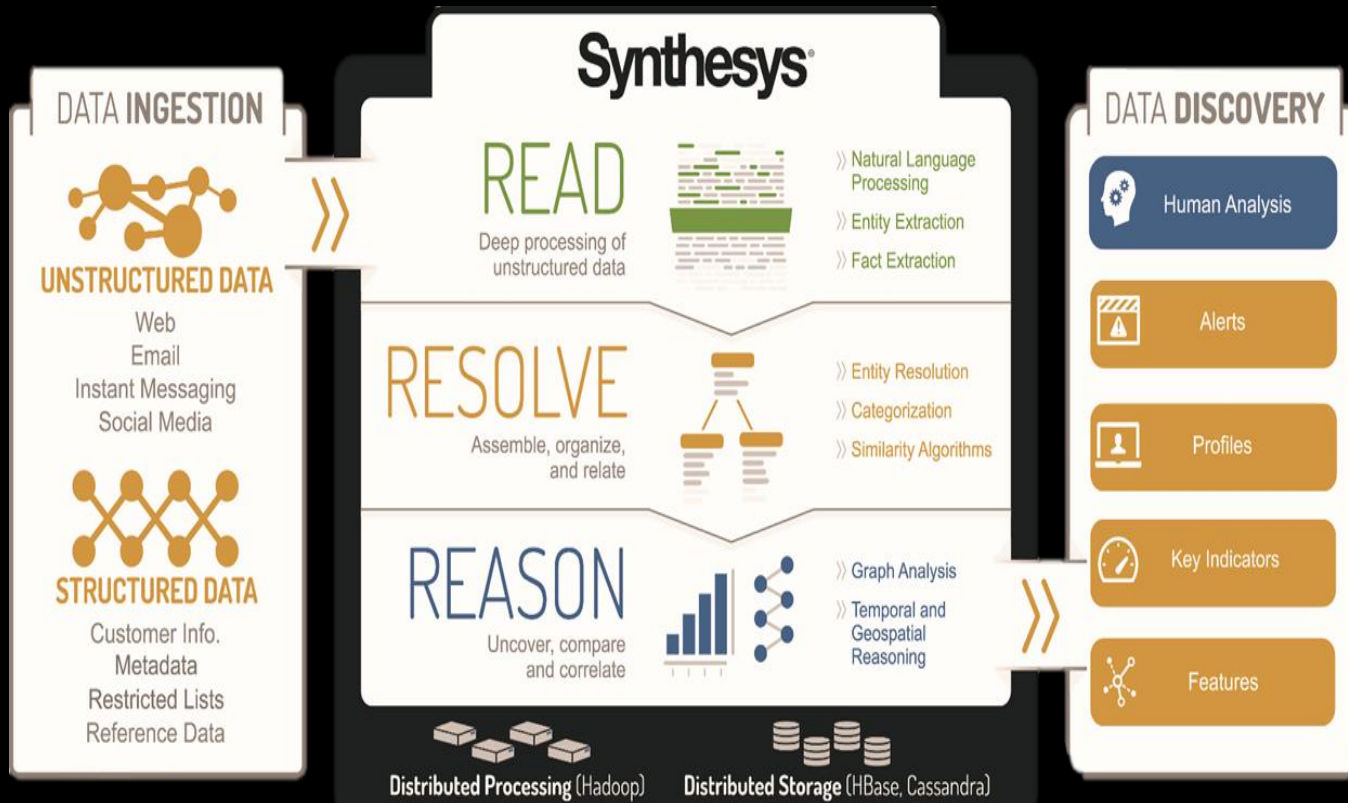 DATA INGESTION
UNSTRUCTURED DATA
Web
Email
Instant Messaging
Social Media
STRUCTURED DATA
Customer Info.
Metadata
Restricted Lists
Reference Data
Synthesys®
READ
Deep processing of
unstructured data
Natural Language
Processing
Entity Extraction
Fact Extraction
RESOLVE
Assemble, organize,
and relate
Entity Resolution
Categorization
Similarity Algorithms
REASON
Uncover, compare
and correlate
Graph Analysis
Temporal and
Geospatial
Reasoning
Distributed Processing (Hadoop)
Distributed Storage (HBase, Cassandra)
DATA DISCOVERY
Human Analysis
Alerts
Profiles
Key Indicators
Features